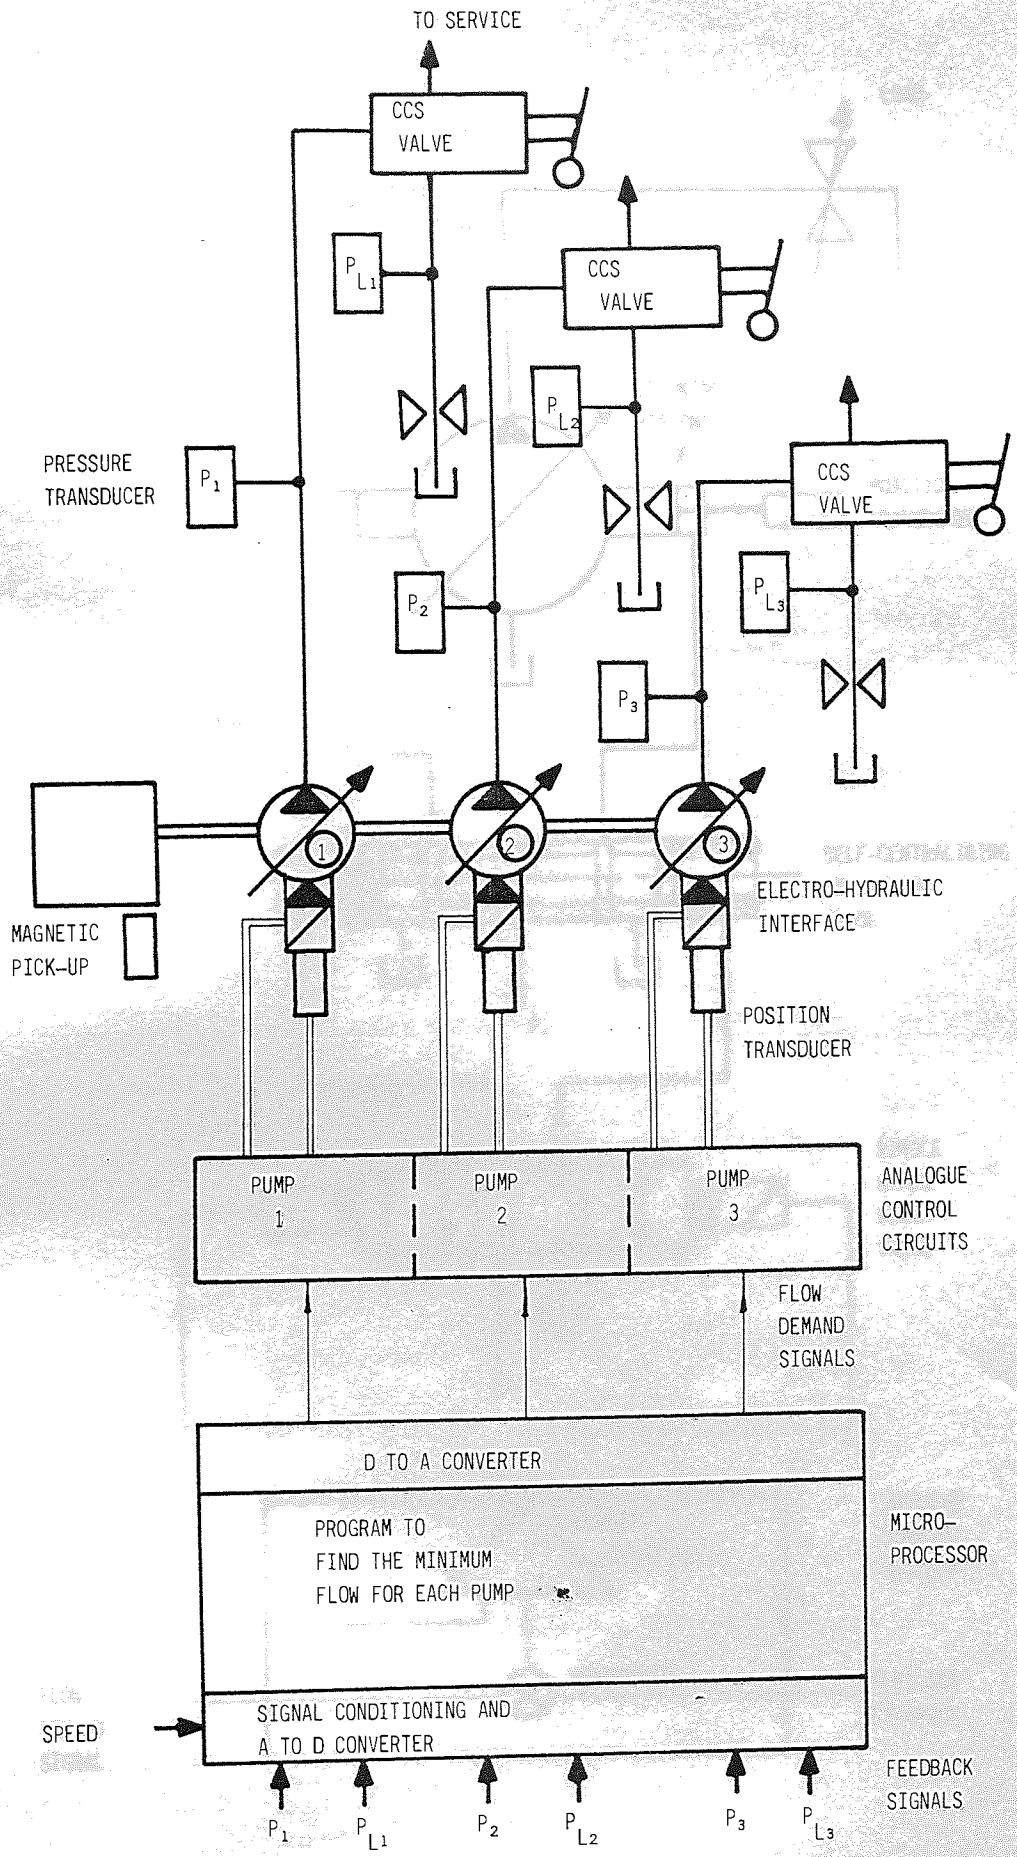 TO SERVICE
CCS
VALVE
P L1
CCS
VALVE
P L2
PRESSURE
TRANSDUCER
P1
CCS
VALVE
P2
P L3
P3
1
2
3
ELECTRO-HYDRAULIC
INTERFACE
MAGNETIC
PICK-UP
POSITION
TRANSDUCER
PUMP
1
PUMP
2
PUMP
3
ANALOGUE
CONTROL
CIRCUITS
FLOW
DEMAND
SIGNALS
D TO A CONVERTER
PROGRAM TO
FIND THE MINIMUM
FLOW FOR EACH PUMP
MICRO-
PROCESSOR
SPEED
SIGNAL CONDITIONING AND
A TO D CONVERTER
FEEDBACK
SIGNALS
P1 P L1 P2 P L2 P3 P L3